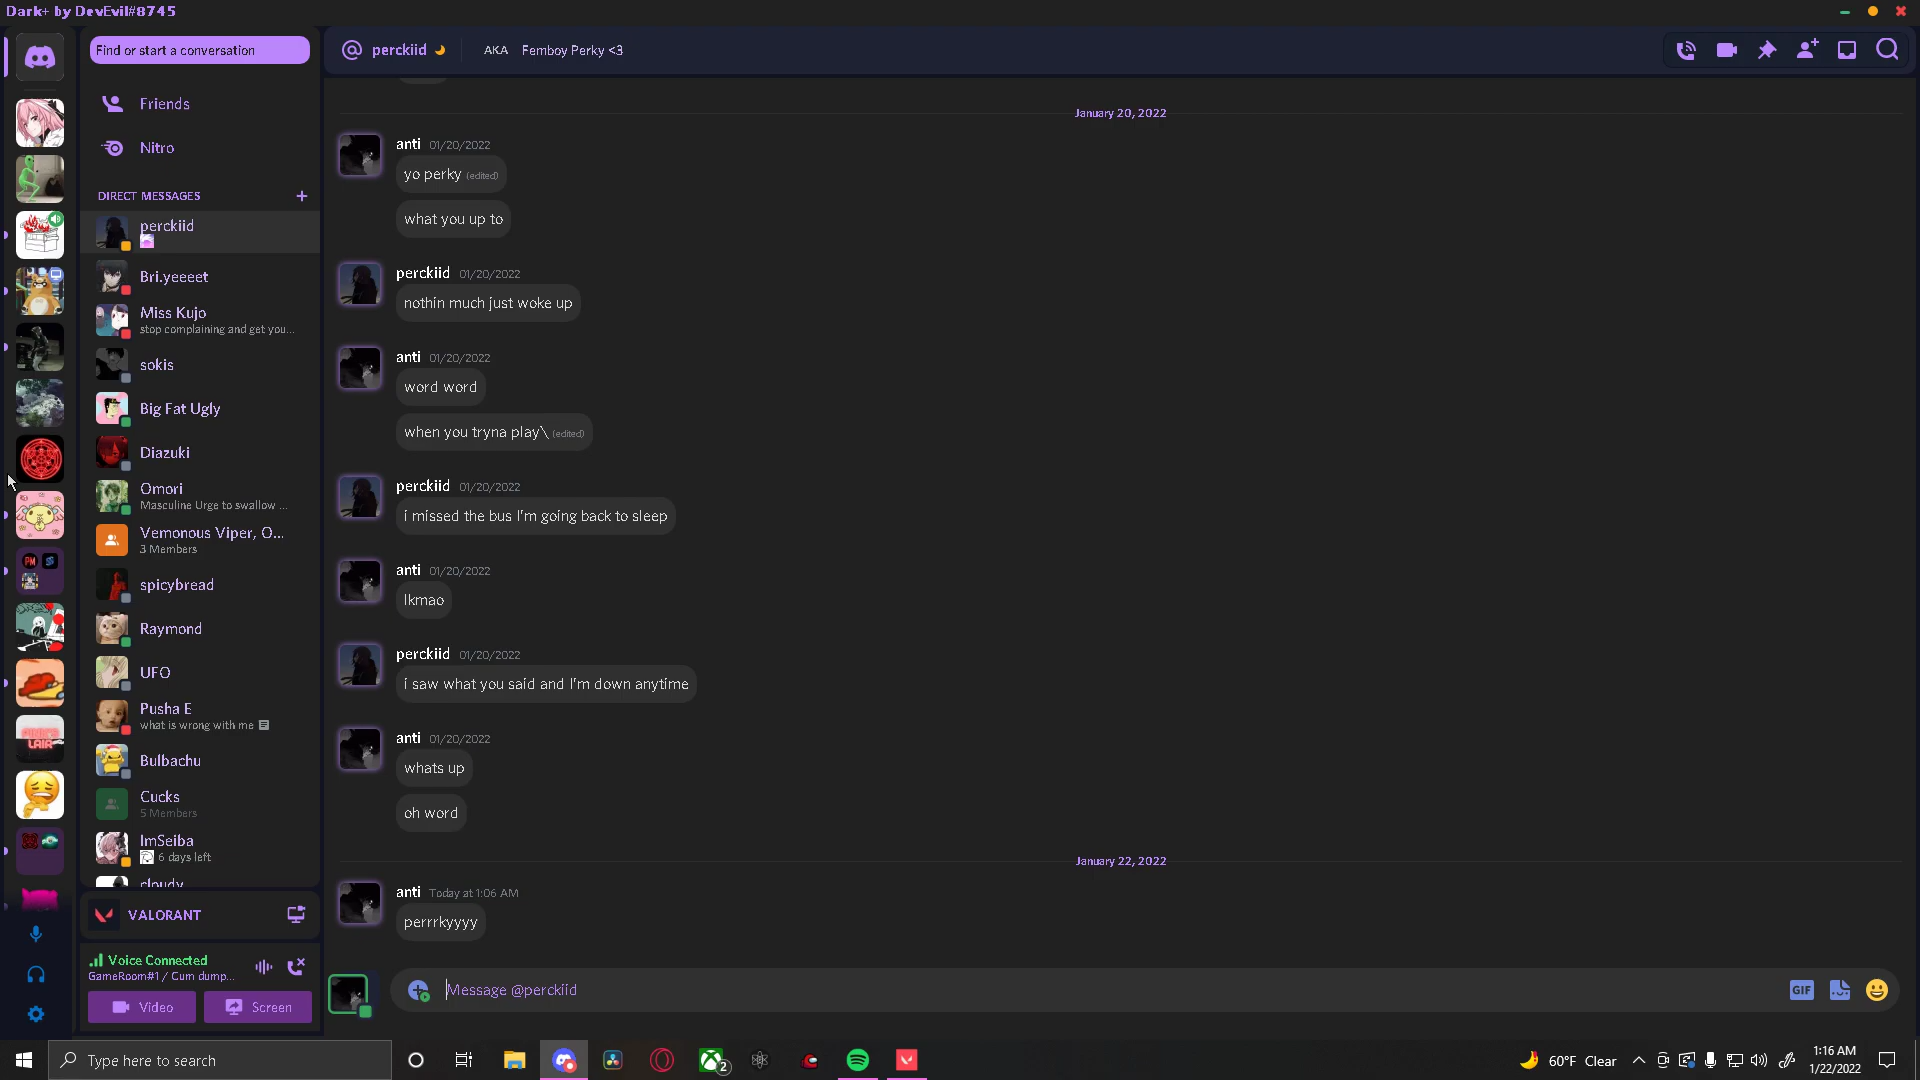 Dark+ by DevEvil#8745
Find or start a conversation
Friends
Nitro
DIRECT MESSAGES
perckiid
Bri.yeeeet
Miss Kujo
stop complaining and get you...
sokis
Big Fat Ugly
Diazuki
Omori
Masculine Urge to swallow ...
Vemonous Viper, O...
3 Members
spicybread
Raymond
UFO
Pusha E
what is wrong with me
Bulbachu
Cucks
5 Members
ImSeiba
6 days left
cloudy
VALORANT
Voice Connected
GameRoom#1 / Cum dump...
Video
Screen
perckiid
AKA Femboy Perky <3
January 20, 2022
anti 01/20/2022
yo perky (edited)
what you up to
perckiid 01/20/2022
nothin much just woke up
anti 01/20/2022
word word
when you tryna play\ (edited)
perckiid 01/20/2022
i missed the bus I'm going back to sleep
anti 01/20/2022
lkmao
perckiid 01/20/2022
i saw what you said and I'm down anytime
anti 01/20/2022
whats up
oh word
January 22, 2022
anti Today at 1:06 AM
perrrkyyyy
Message @perckiid
GIF
Type here to search
2
60°F Clear
1:16 AM
1/22/2022